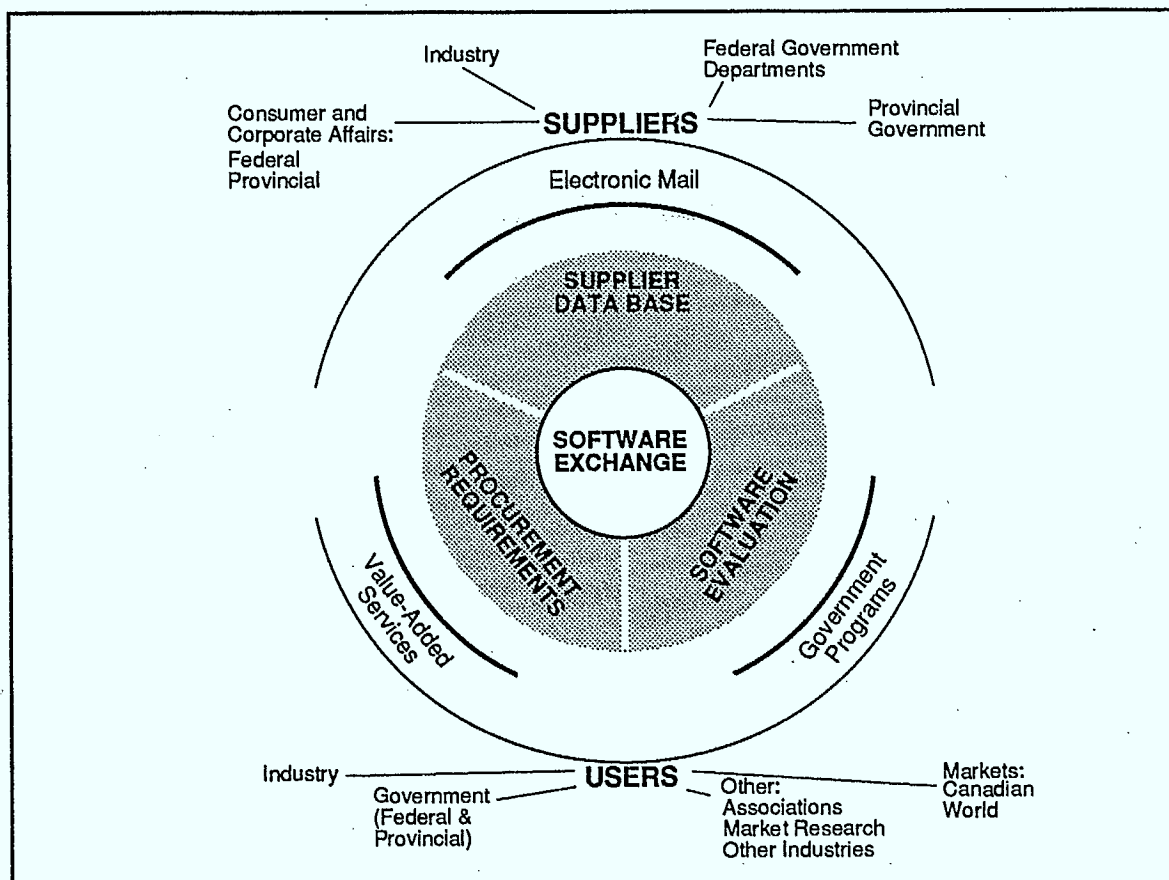 Industry
Federal Government
Departments
Consumer and
Corporate Affairs:
Federal
Provincial
SUPPLIERS
Provincial
Government
Electronic Mail
SUPPLIER
DATA BASE
SOFTWARE
EXCHANGE
PROCUREMENT
REQUIREMENTS
SOFTWARE
EVALUATION
Value-Added
Services
Government
Programs
Industry
USERS
Markets:
Canadian
World
Government
(Federal &
Provincial)
Other:
Associations
Market Research
Other Industries